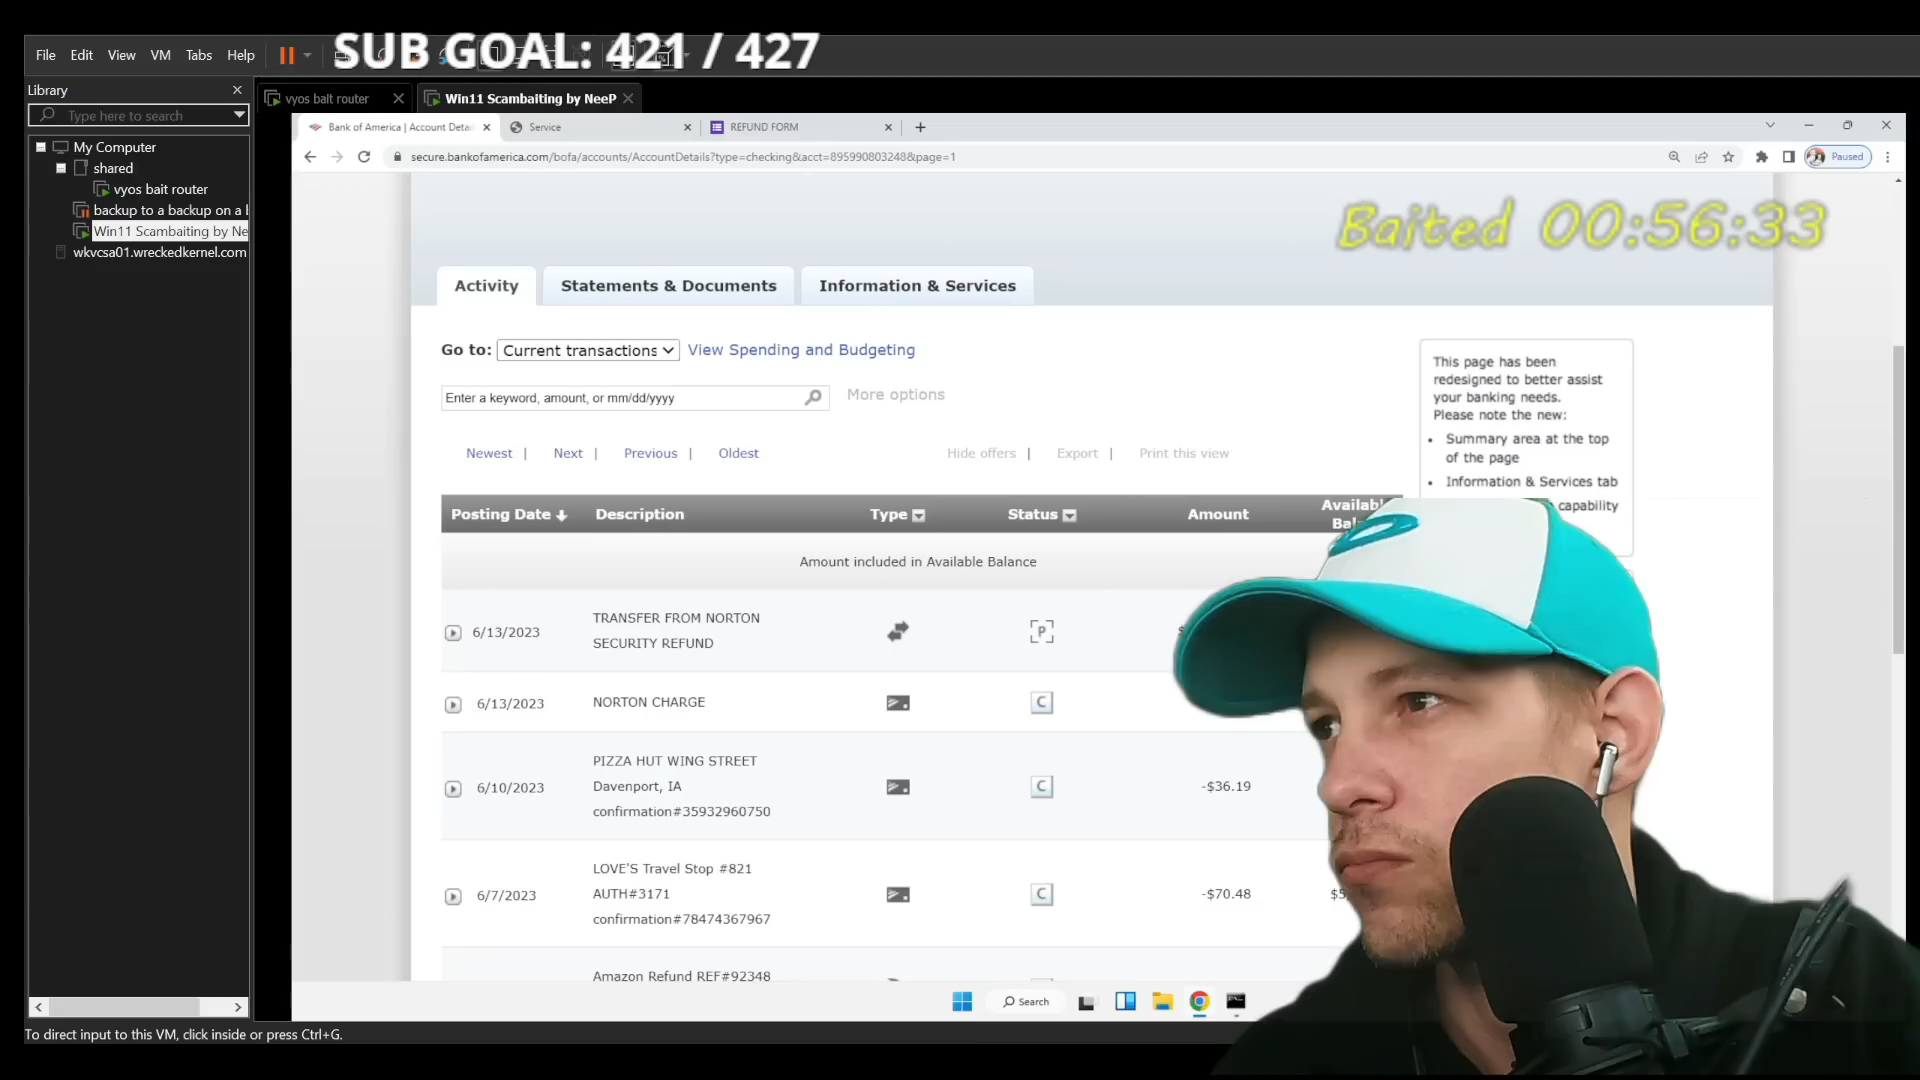 File Edit View VM Tabs Help
SUB GOAL: 421 / 427
Library
Type here to search
My Computer
shared
vyos bait router
backup to a backup on a
Win11 Scambaiting by Ne
wkvcsa01.wreckedkernel.com
vyos bait router
Win11 Scambaiting by NeeP
Bank of America | Account Detai
Service
REFUND FORM
secure.bankofamerica.com/bofa/accounts/AccountDetails?type=checking&acct=895990803248&page=1
Paused
Baited 00:56:33
Activity
Statements & Documents
Information & Services
Go to: Current transactions View Spending and Budgeting
Enter a keyword, amount, or mm/dd/yyyy
More options
Newest | Next | Previous | Oldest
Hide offers | Export | Print this view
This page has been
redesigned to better assist
your banking needs.
Please note the new:
• Summary area at the top
of the page
• Information & Services tab
capability
Posting Date Description Type Status Amount
Amount included in Available Balance
6/13/2023 TRANSFER FROM NORTON
SECURITY REFUND
P
6/13/2023 NORTON CHARGE C
PIZZA HUT WING STREET
6/10/2023 Davenport, IA C -$36.19
confirmation#35932960750
LOVE'S Travel Stop #821
6/7/2023 AUTH#3171 C -$70.48
confirmation#78474367967
Amazon Refund REF#92348
Search
To direct input to this VM, click inside or press Ctrl+G.